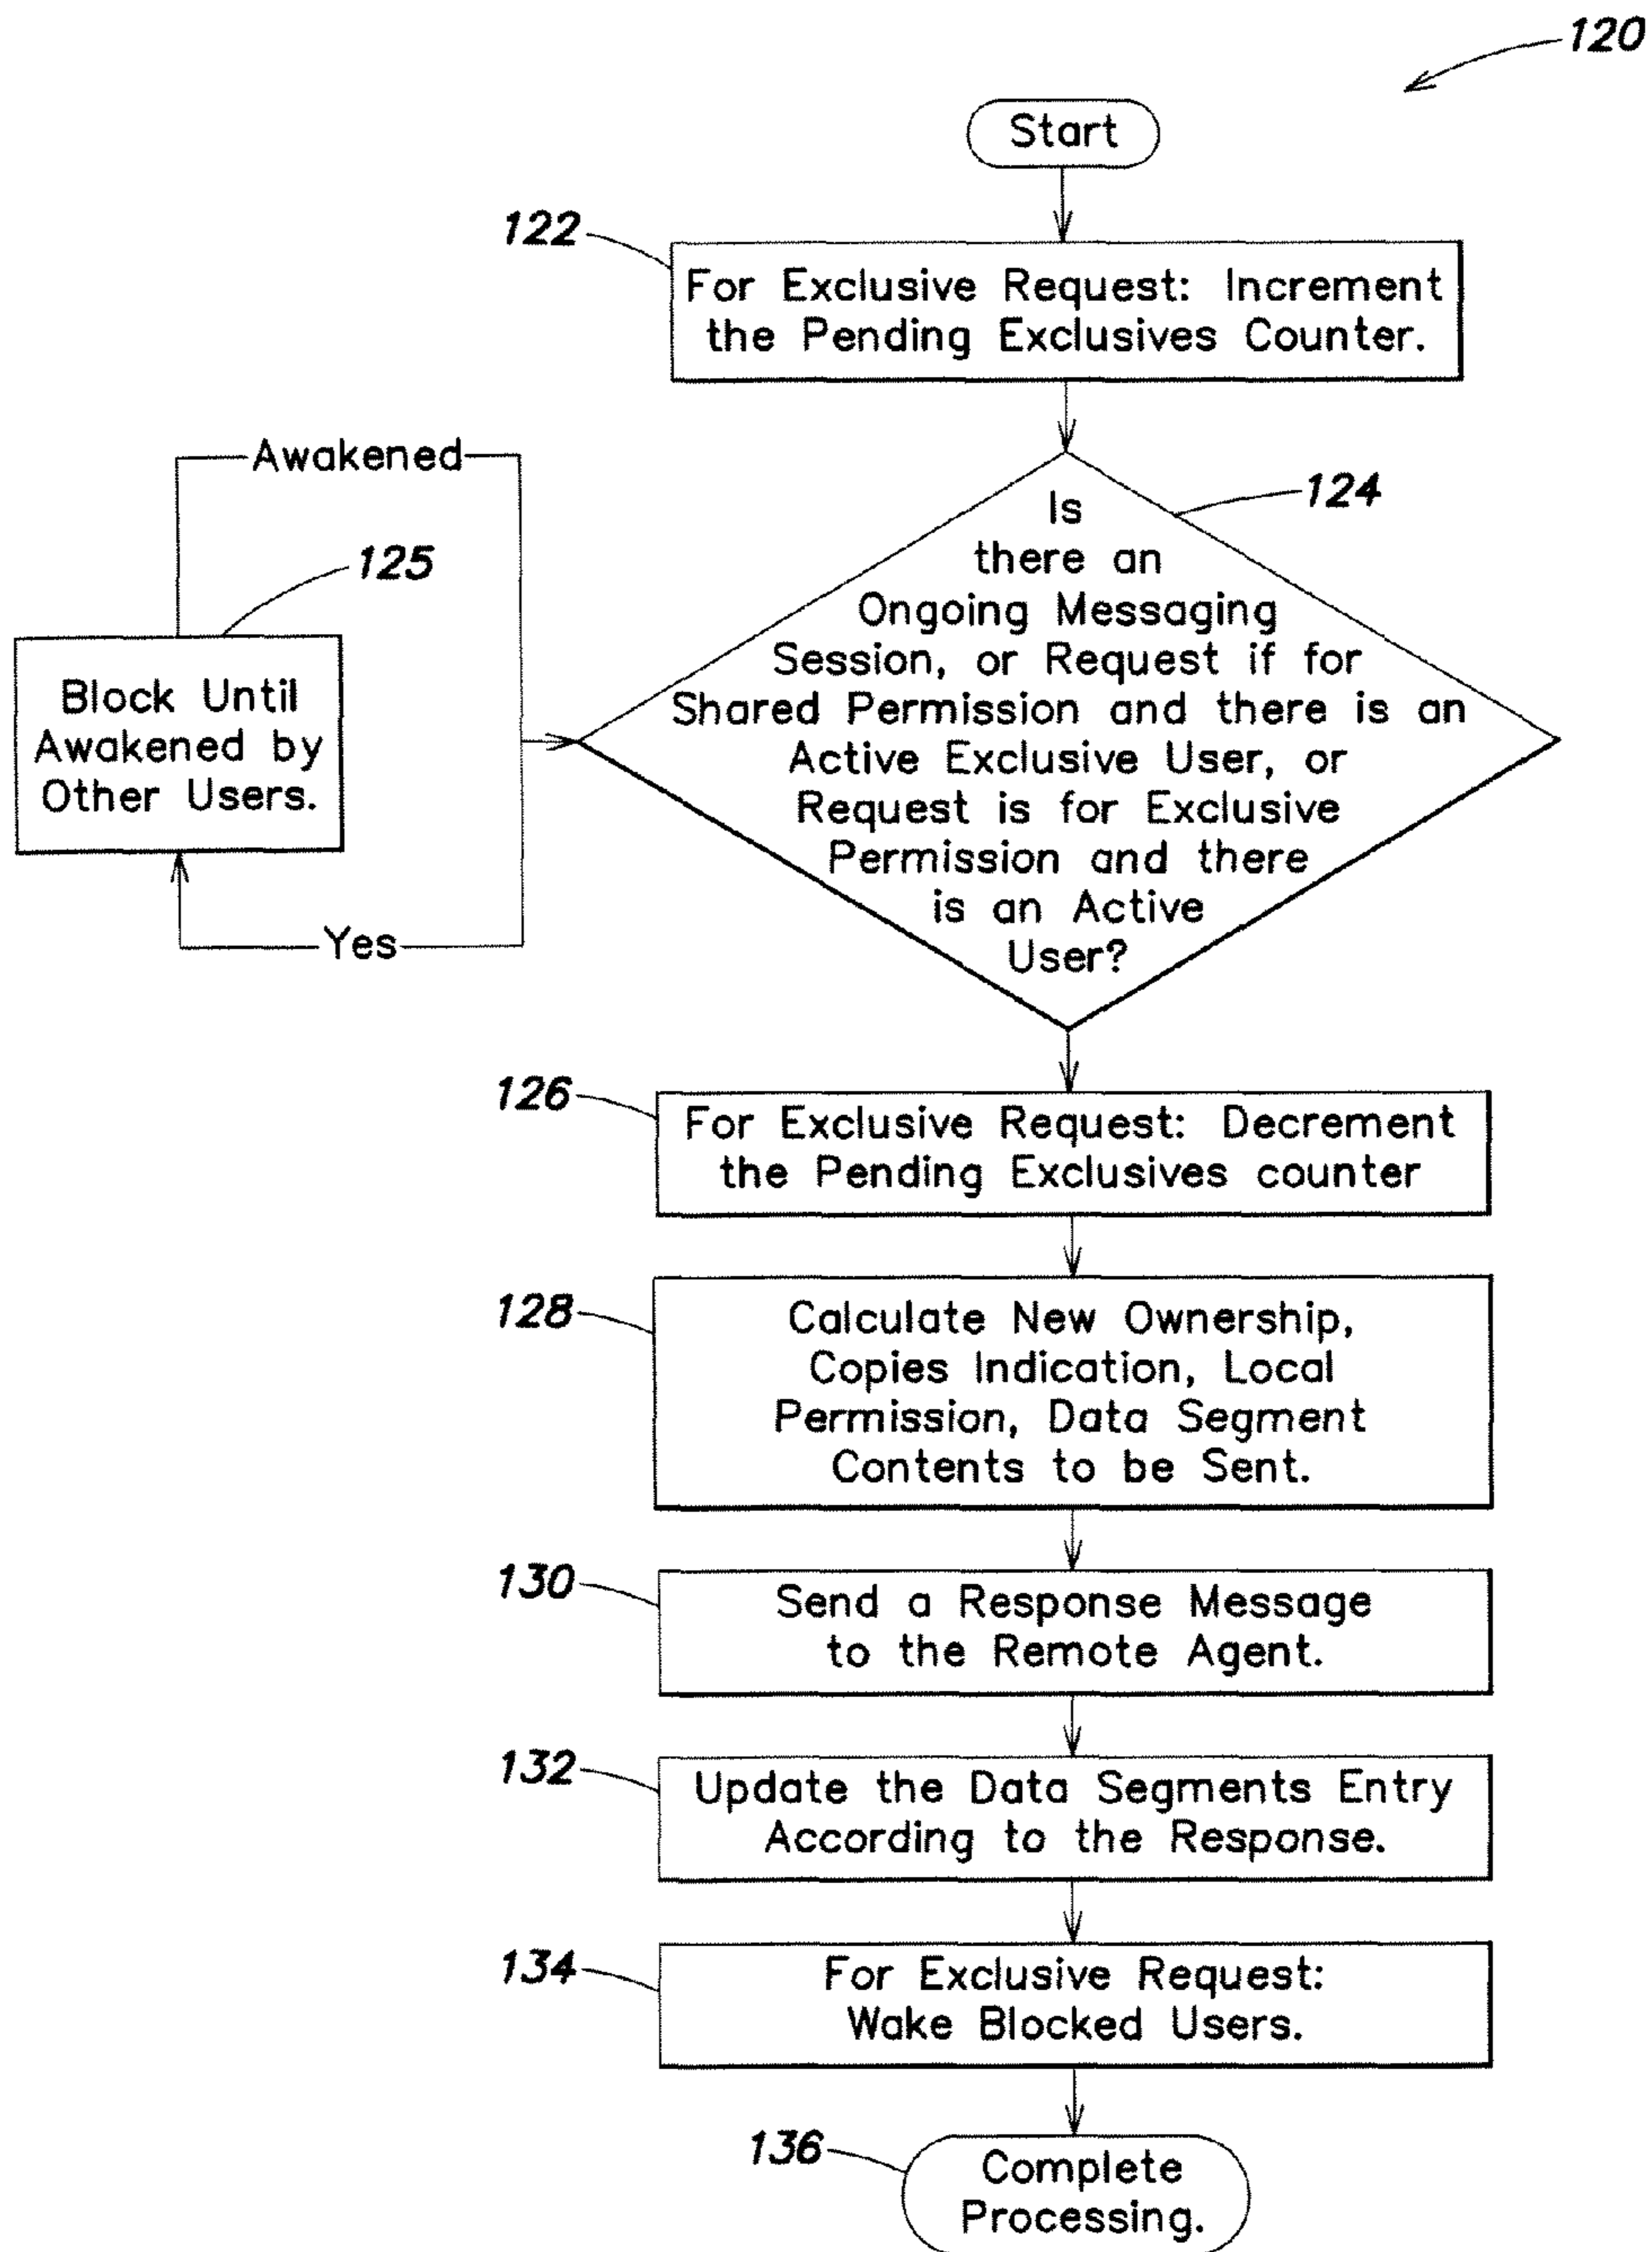 120
Start
122
For Exclusive Request: Increment
the Pending Exclusives Counter.
Awakened
124
Is
there an
Ongoing Messaging
Session, or Request if for
Shared Permission and there is an
Active Exclusive User, or
Request is for Exclusive
Permission and there
is an Active
User?
125
Block Until
Awakened by
Other Users.
Yes
126
For Exclusive Request: Decrement
the Pending Exclusives counter
128
Calculate New Ownership,
Copies Indication, Local
Permission, Data Segment
Contents to be Sent.
130
Send a Response Message
to the Remote Agent.
132
Update the Data Segments Entry
According to the Response.
134
For Exclusive Request:
Wake Blocked Users.
136
Complete
Processing.